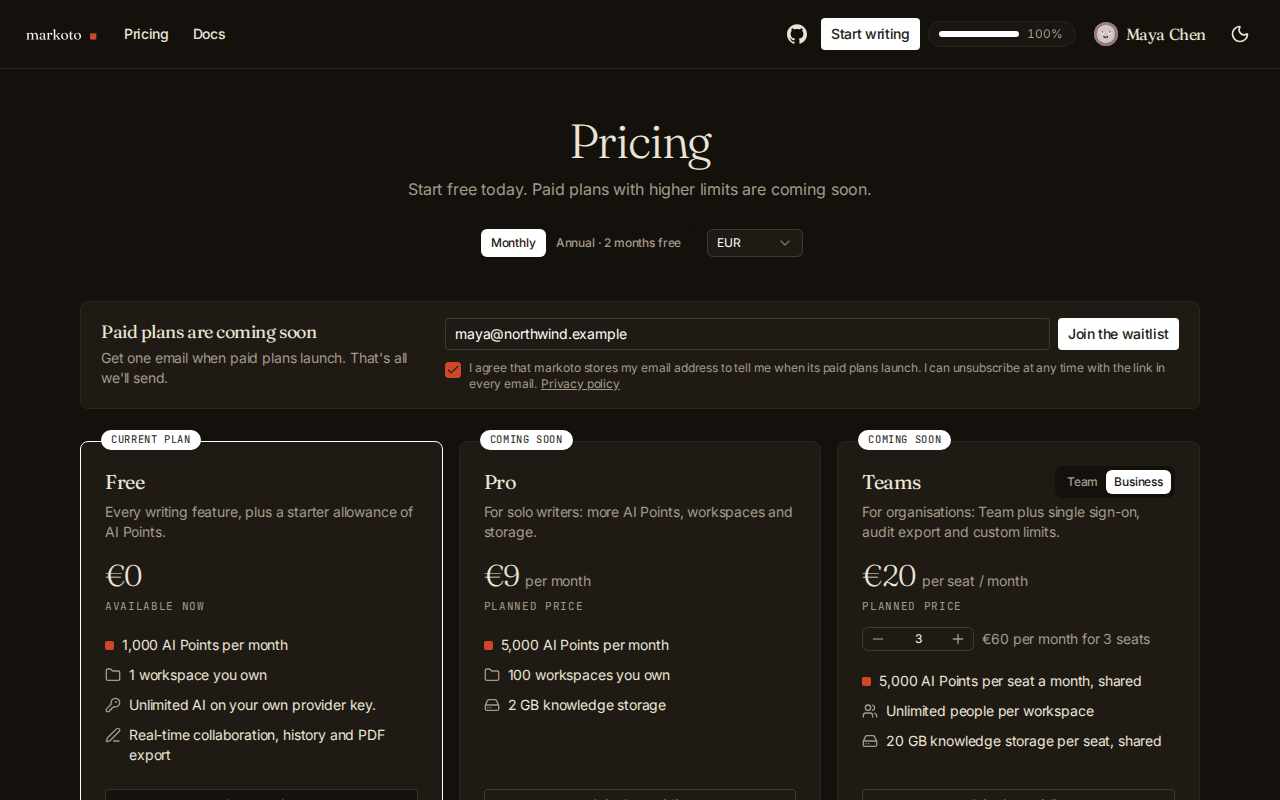 markoto
Pricing
Docs
Start writing
100%
Maya Chen
Pricing
Start free today. Paid plans with higher limits are coming soon.
Monthly
Annual · 2 months free
EUR
Paid plans are coming soon
Get one email when paid plans launch. That's all
we'll send.
maya@northwind.example
Join the waitlist
I agree that markoto stores my email address to tell me when its paid plans launch. I can unsubscribe at any time with the link in
every email. Privacy policy
CURRENT PLAN
Free
Every writing feature, plus a starter allowance of
AI Points.
€0
AVAILABLE NOW
1,000 AI Points per month
1 workspace you own
Unlimited AI on your own provider key.
Real-time collaboration, history and PDF
export
COMING SOON
Pro
For solo writers: more AI Points, workspaces and
storage.
€9 per month
PLANNED PRICE
5,000 AI Points per month
100 workspaces you own
2 GB knowledge storage
COMING SOON
Teams
Team
Business
For organisations: Team plus single sign-on,
audit export and custom limits.
€20 per seat / month
PLANNED PRICE
3
€60 per month for 3 seats
5,000 AI Points per seat a month, shared
Unlimited people per workspace
20 GB knowledge storage per seat, shared